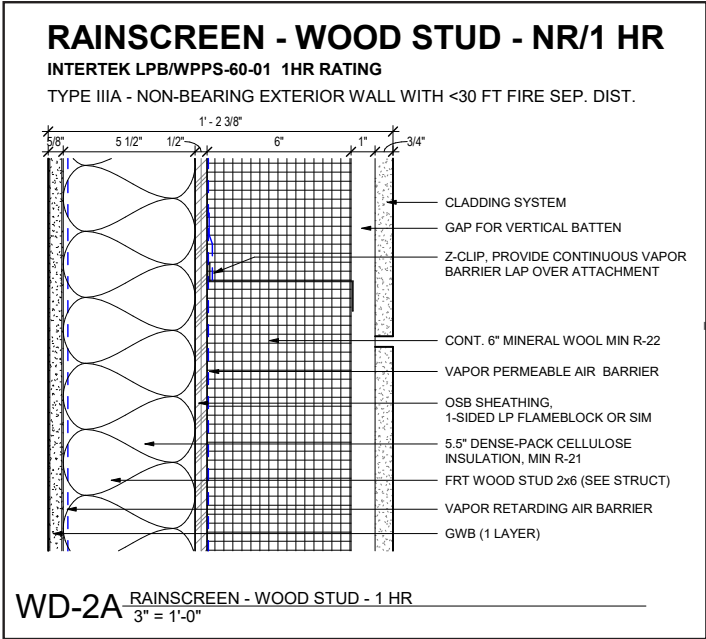 RAINSCREEN - WOOD STUD - NR/1 HR
INTERTEK LPB/WPPS-60-01 1HR RATING
TYPE IIIA - NON-BEARING EXTERIOR WALL WITH <30 FT FIRE SEP. DIST.
1' - 2 3/8"
5/8" 5 1/2" 1/2" 6" 1" 3/4"
CLADDING SYSTEM
GAP FOR VERTICAL BATTEN
Z-CLIP, PROVIDE CONTINUOUS VAPOR
BARRIER LAP OVER ATTACHMENT
CONT. 6" MINERAL WOOL MIN R-22
VAPOR PERMEABLE AIR BARRIER
OSB SHEATHING,
1-SIDED LP FLAMEBLOCK OR SIM
5.5" DENSE-PACK CELLULOSE
INSULATION, MIN R-21
FRT WOOD STUD 2x6 (SEE STRUCT)
VAPOR RETARDING AIR BARRIER
GWB (1 LAYER)
WD-2A RAINSCREEN - WOOD STUD - 1 HR
3" = 1'-0"